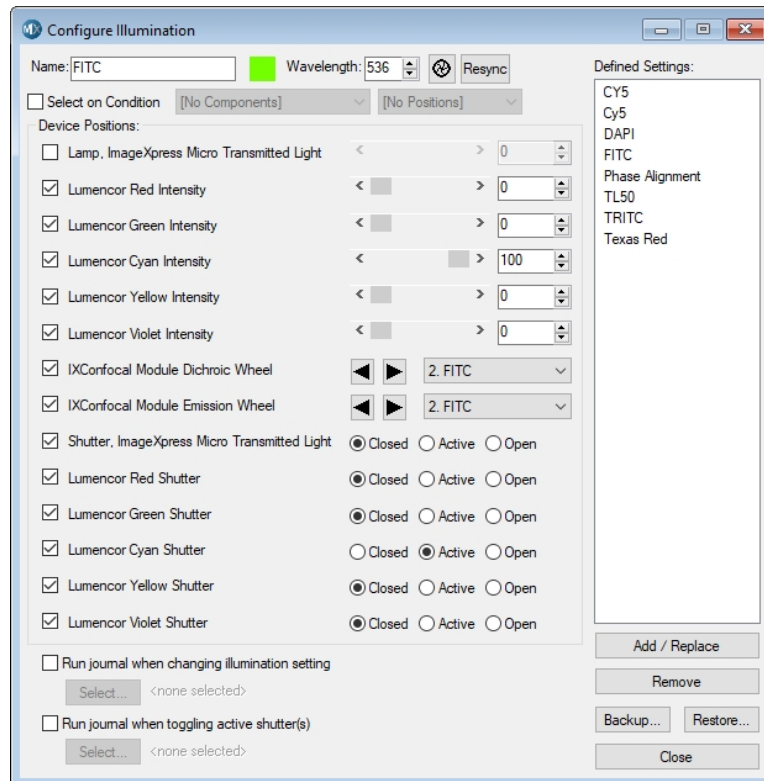 MX Configure Illumination
Name: FITC Wavelength: 536 Resync
Select on Condition [No Components] [No Positions]
Device Positions:
Lamp, ImageXpress Micro Transmitted Light < > 0
Lumencor Red Intensity < > 0
Lumencor Green Intensity < > 0
Lumencor Cyan Intensity < > 100
Lumencor Yellow Intensity < > 0
Lumencor Violet Intensity < > 0
IXConfocal Module Dichroic Wheel 2. FITC
IXConfocal Module Emission Wheel 2. FITC
Shutter, ImageXpress Micro Transmitted Light Closed Active Open
Lumencor Red Shutter Closed Active Open
Lumencor Green Shutter Closed Active Open
Lumencor Cyan Shutter Closed Active Open
Lumencor Yellow Shutter Closed Active Open
Lumencor Violet Shutter Closed Active Open
Run journal when changing illumination setting
Select... <none selected>
Run journal when toggling active shutter(s)
Select... <none selected>
Defined Settings:
CY5
Cy5
DAPI
FITC
Phase Alignment
TL50
TRITC
Texas Red
Add / Replace
Remove
Backup... Restore...
Close